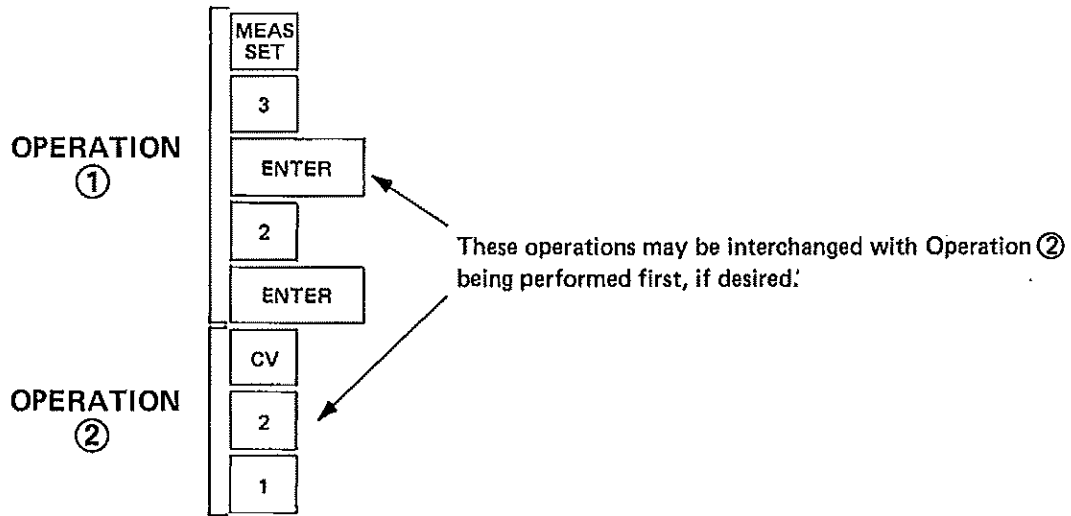 MEAS
SET
3
OPERATION
①
ENTER
2
ENTER
These operations may be interchanged with Operation ②
being performed first, if desired.'
CV
OPERATION
②
2
1